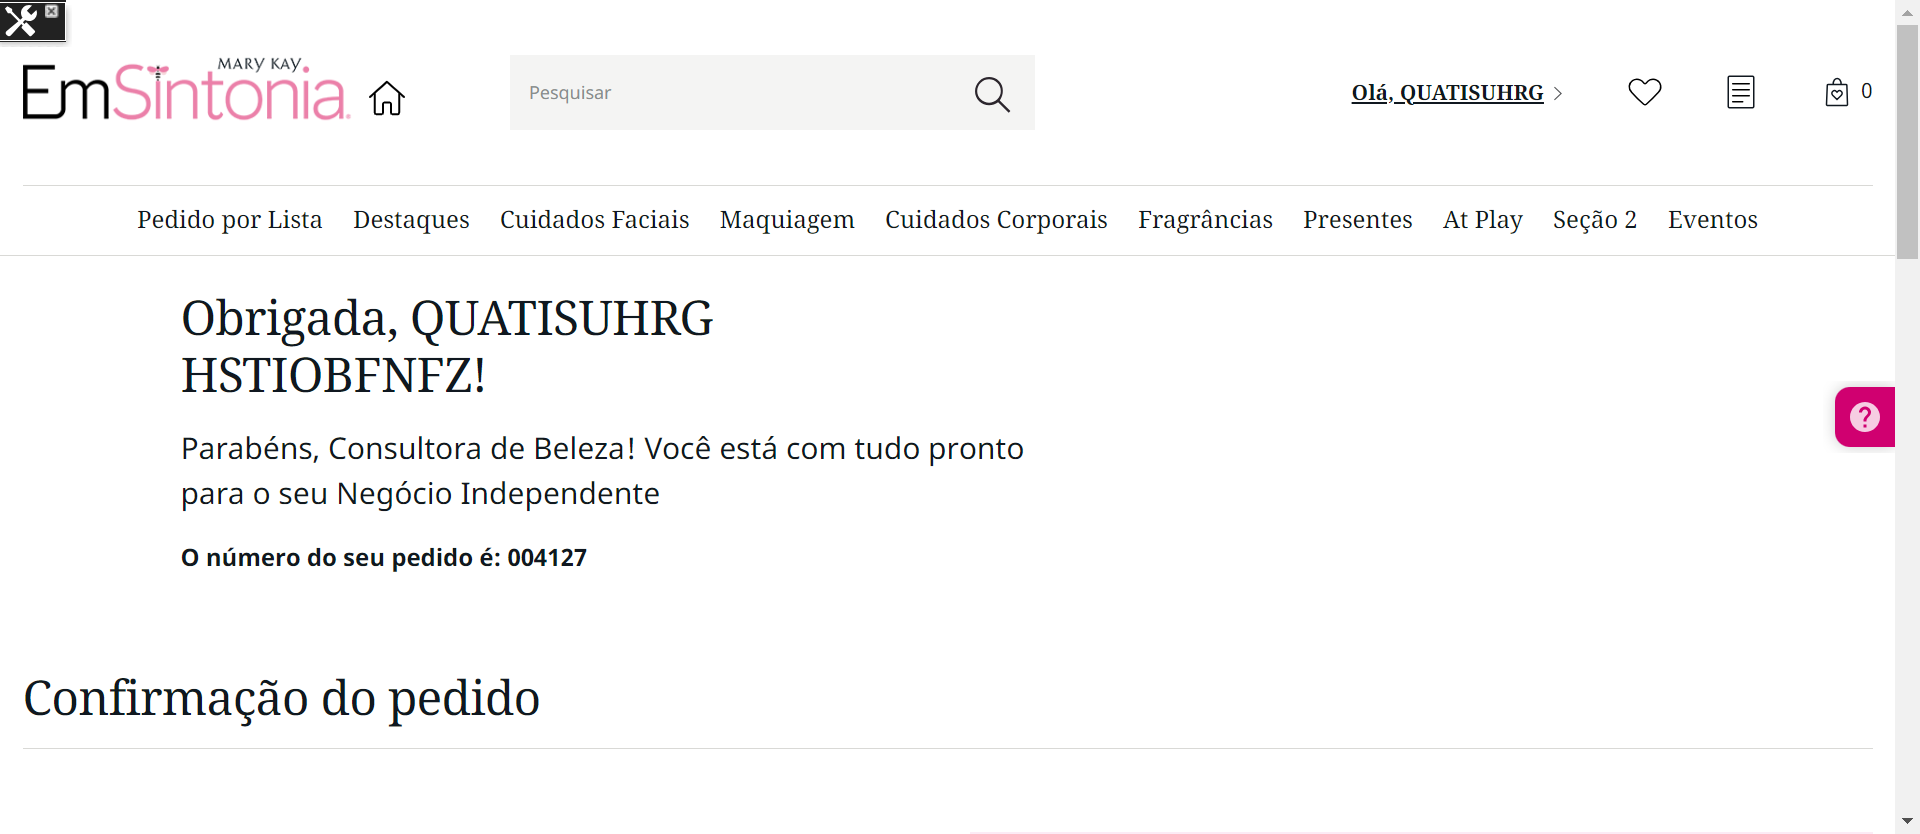 MARY KAY
EmSintonia.
Pesquisar
Olá, QUATISUHRG
0
Pedido por Lista Destaques Cuidados Faciais Maquiagem Cuidados Corporais Fragrâncias Presentes At Play Seção 2 Eventos
Obrigada, QUATISUHRG
HSTIOBFNFZ!
Parabéns, Consultora de Beleza! Você está com tudo pronto
para o seu Negócio Independente
O número do seu pedido é: 004127
?
Confirmação do pedido